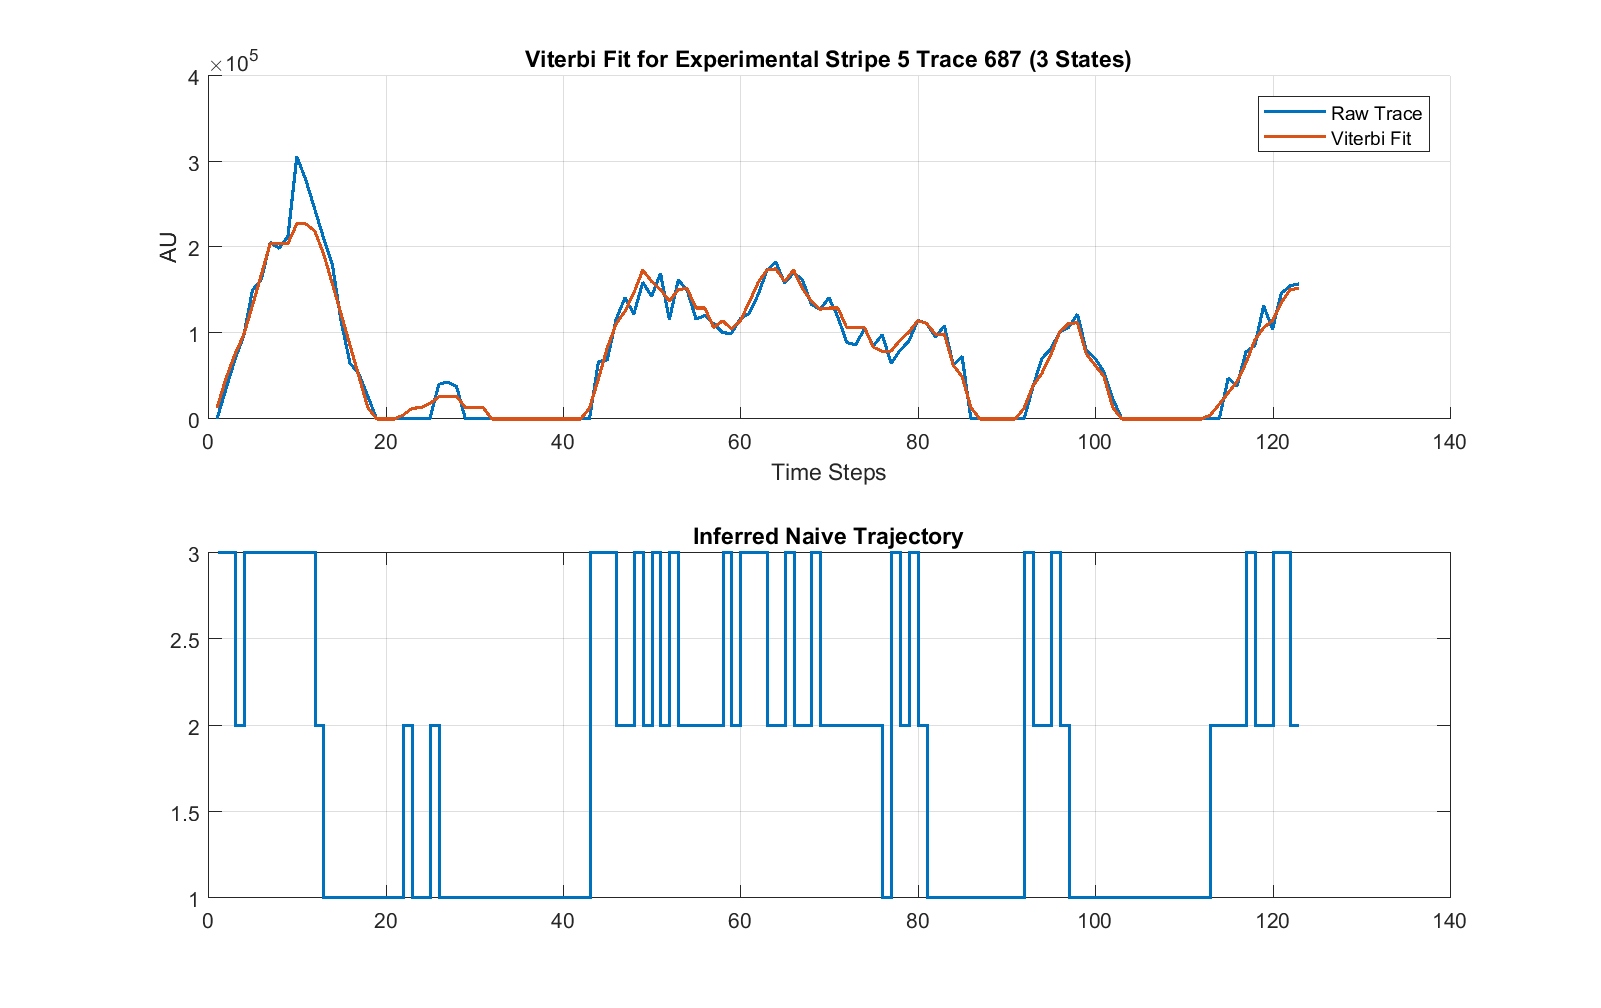 Viterbi Fit for Experimental Stripe 5 Trace 687 (3 States)
×10⁵
4
3
2
1
0
AU
Raw Trace
Viterbi Fit
0 20 40 60 80 100 120 140
Time Steps
Inferred Naive Trajectory
3
2.5
2
1.5
1
0 20 40 60 80 100 120 140